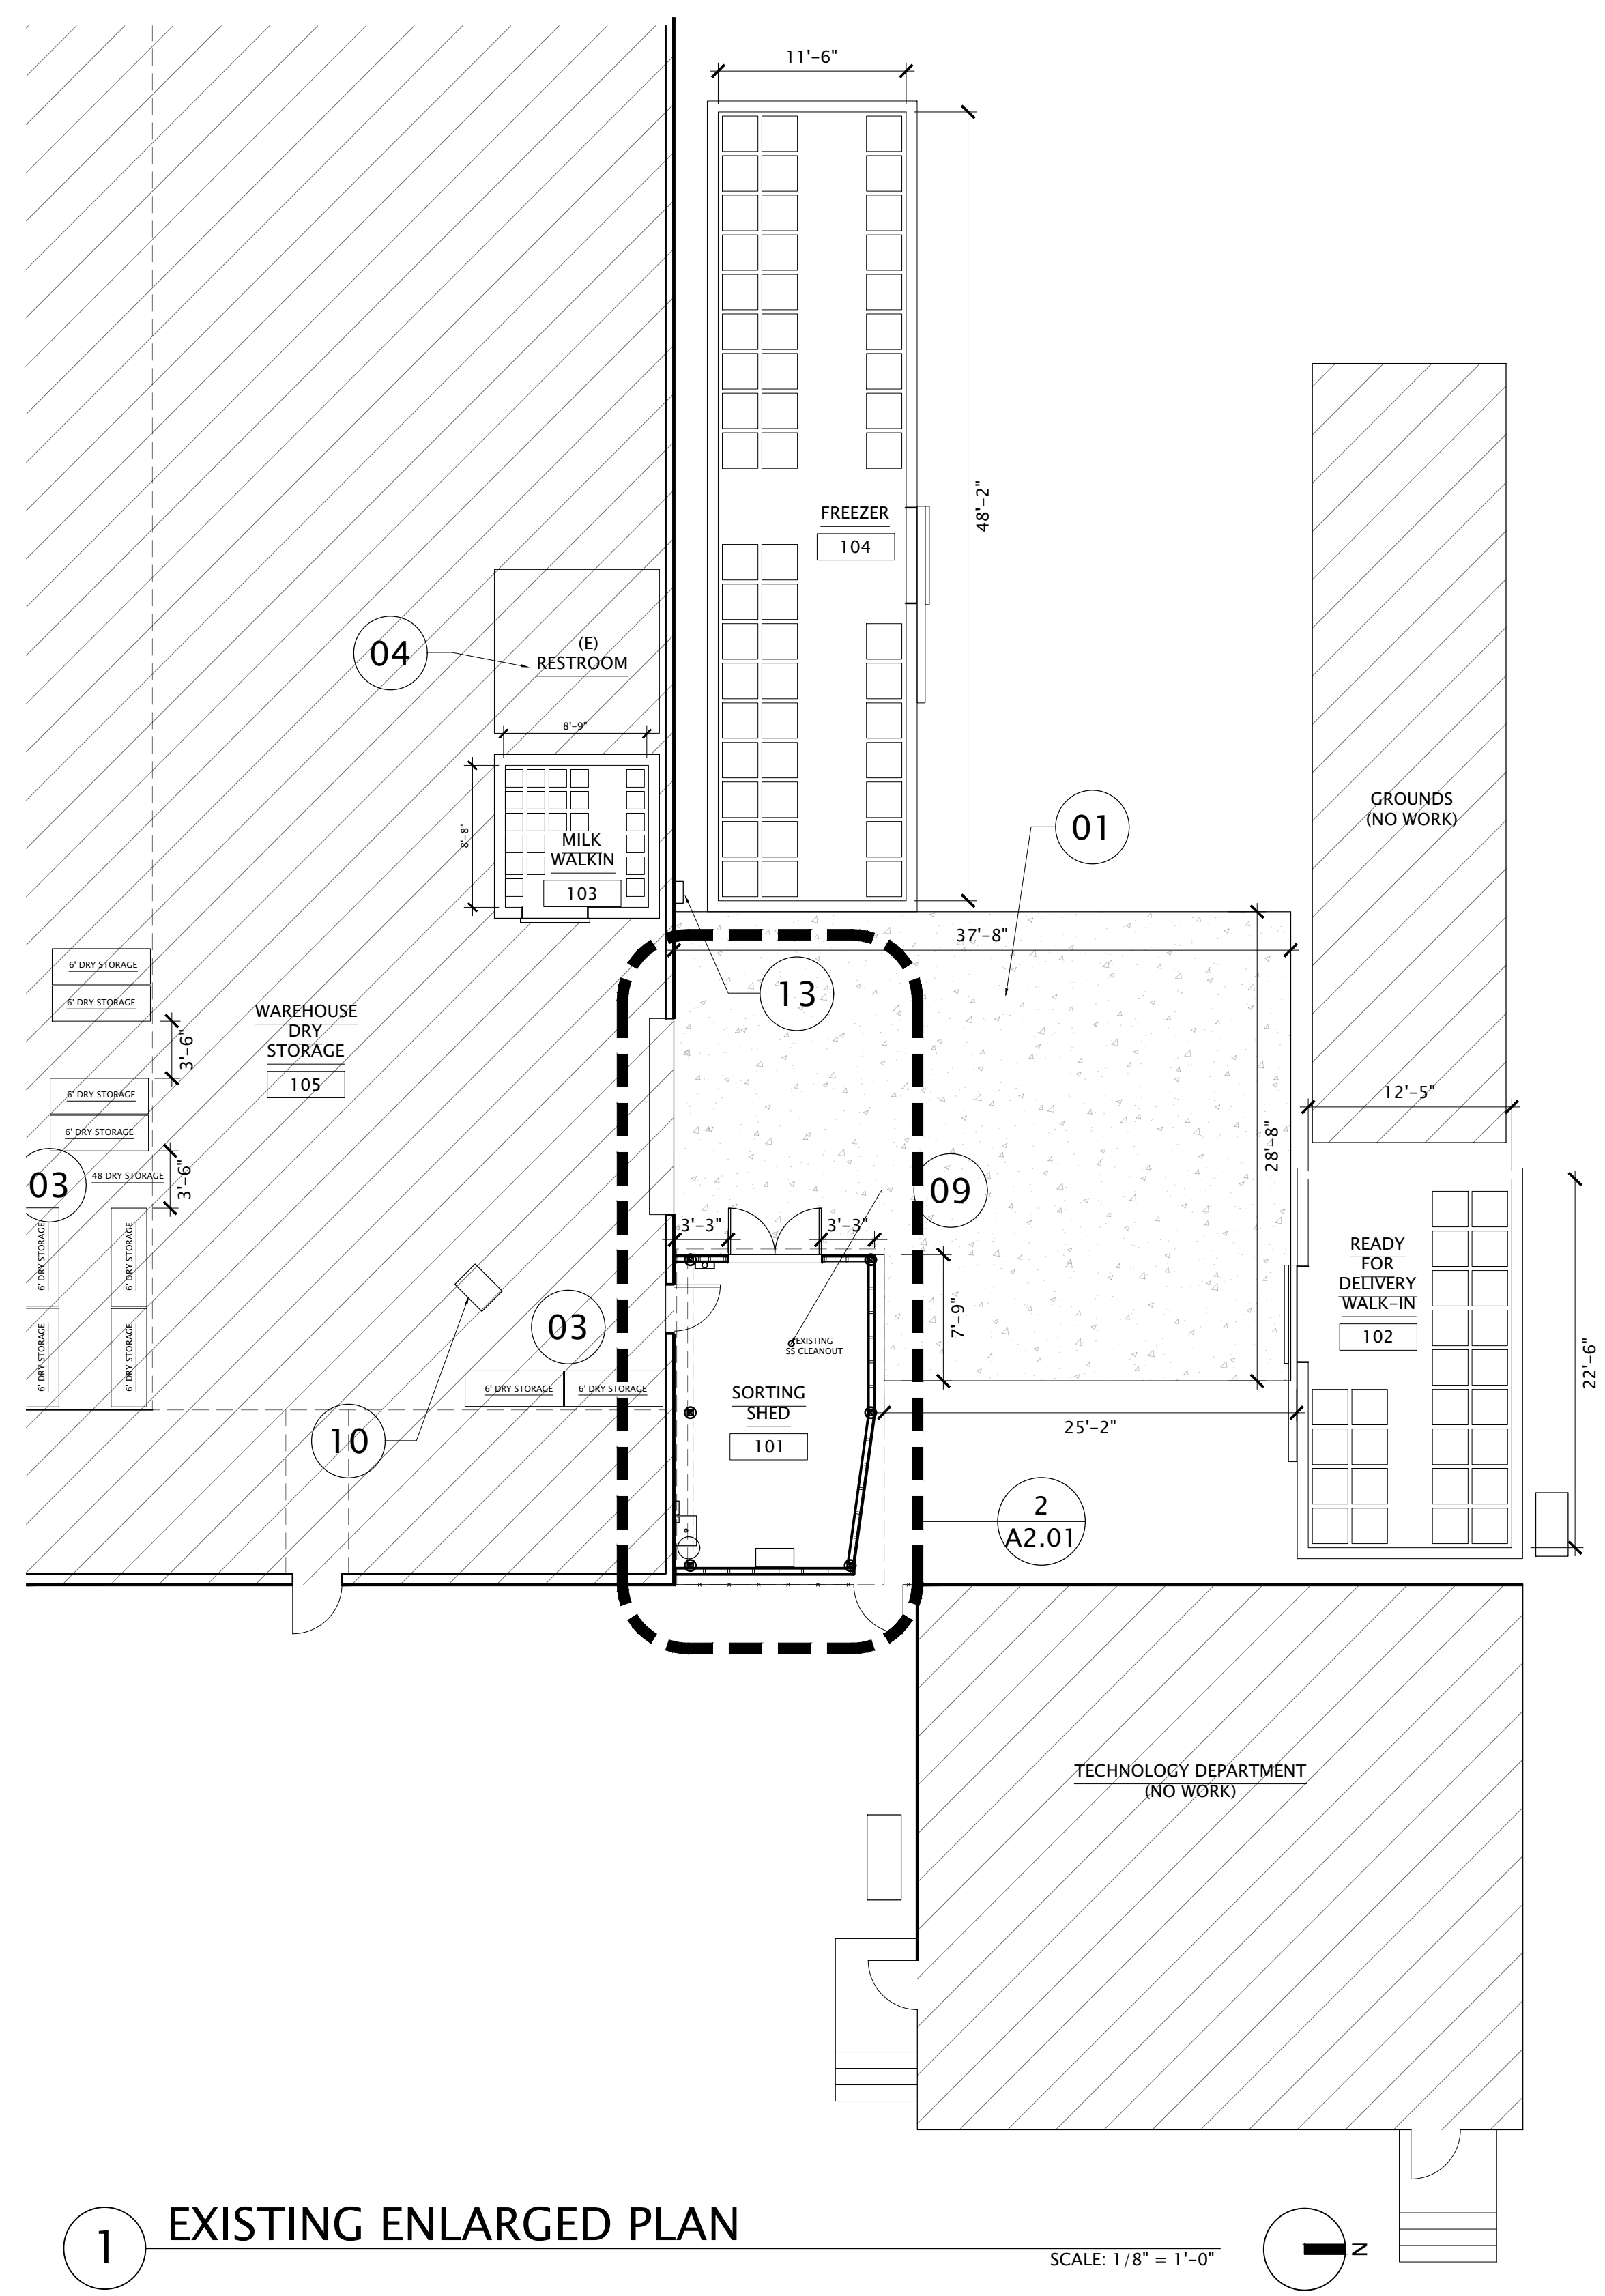 11'-6"
48'-2"
FREEZER
104
04
(E)
RESTROOM
8'-9"
8'-8"
MILK
WALKIN
103
01
GROUNDS
(NO WORK)
37'-8"
13
6' DRY STORAGE
6' DRY STORAGE
3'-6"
WAREHOUSE
DRY
STORAGE
105
6' DRY STORAGE
6' DRY STORAGE
12'-5"
28'-8"
03
48 DRY STORAGE
3'-6"
09
3'-3"
3'-3"
6' DRY STORAGE
6' DRY STORAGE
6' DRY STORAGE
6' DRY STORAGE
7'-9"
READY
FOR
DELIVERY
WALK-IN
102
22'-6"
03
EXISTING
SS CLEANOUT
6' DRY STORAGE
6' DRY STORAGE
SORTING
SHED
101
10
25'-2"
2
A2.01
TECHNOLOGY DEPARTMENT
(NO WORK)
1
EXISTING ENLARGED PLAN
SCALE: 1/8" = 1'-0"
N